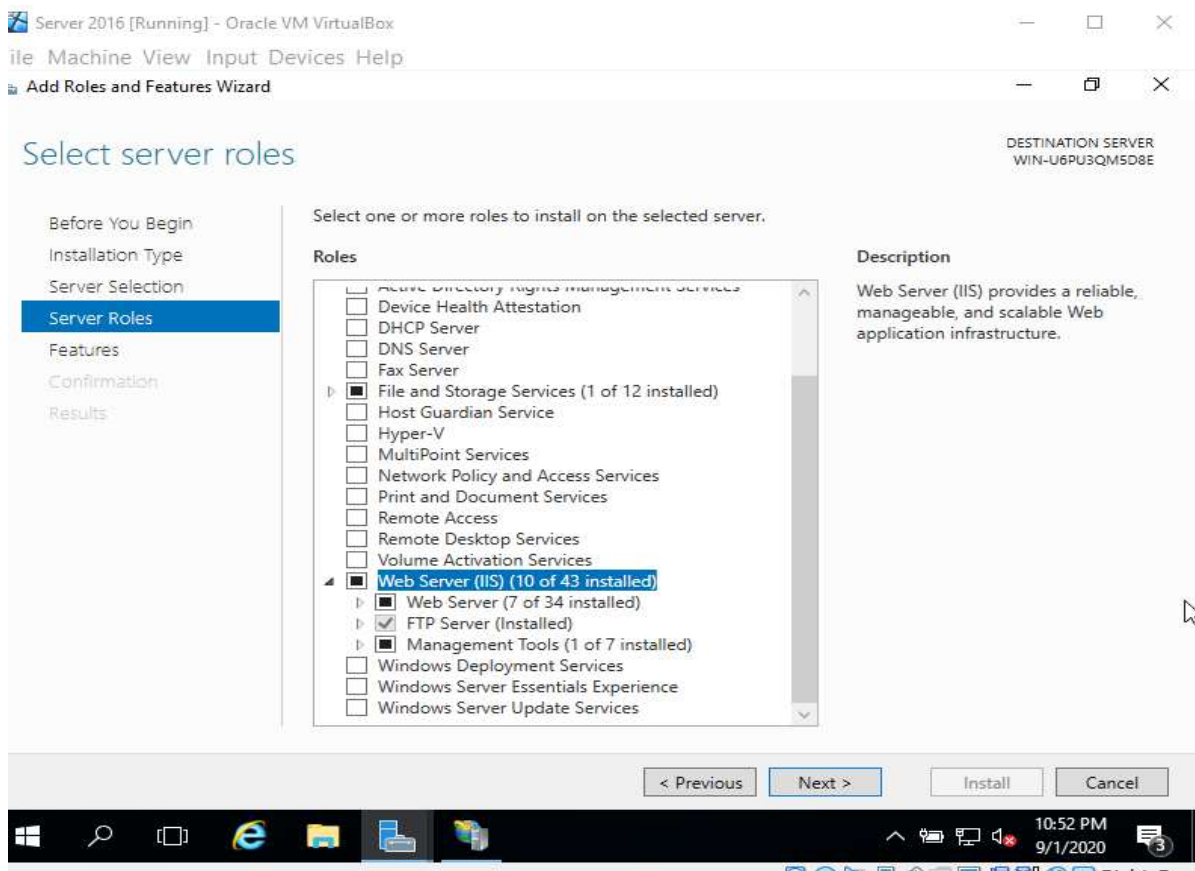 Server 2016 [Running] - Oracle VM VirtualBox
ile Machine View Input Devices Help
Add Roles and Features Wizard
Select server roles
DESTINATION SERVER
WIN-U6PU3QM5D8E
Before You Begin
Installation Type
Server Selection
Server Roles
Features
Confirmation
Results
Select one or more roles to install on the selected server.
Roles
Active Directory Rights Management Services
Device Health Attestation
DHCP Server
DNS Server
Fax Server
File and Storage Services (1 of 12 installed)
Host Guardian Service
Hyper-V
MultiPoint Services
Network Policy and Access Services
Print and Document Services
Remote Access
Remote Desktop Services
Volume Activation Services
Web Server (IIS) (10 of 43 installed)
Web Server (7 of 34 installed)
FTP Server (Installed)
Management Tools (1 of 7 installed)
Windows Deployment Services
Windows Server Essentials Experience
Windows Server Update Services
Description
Web Server (IIS) provides a reliable,
manageable, and scalable Web
application infrastructure.
< Previous
Next >
Install
Cancel
10:52 PM
9/1/2020
3